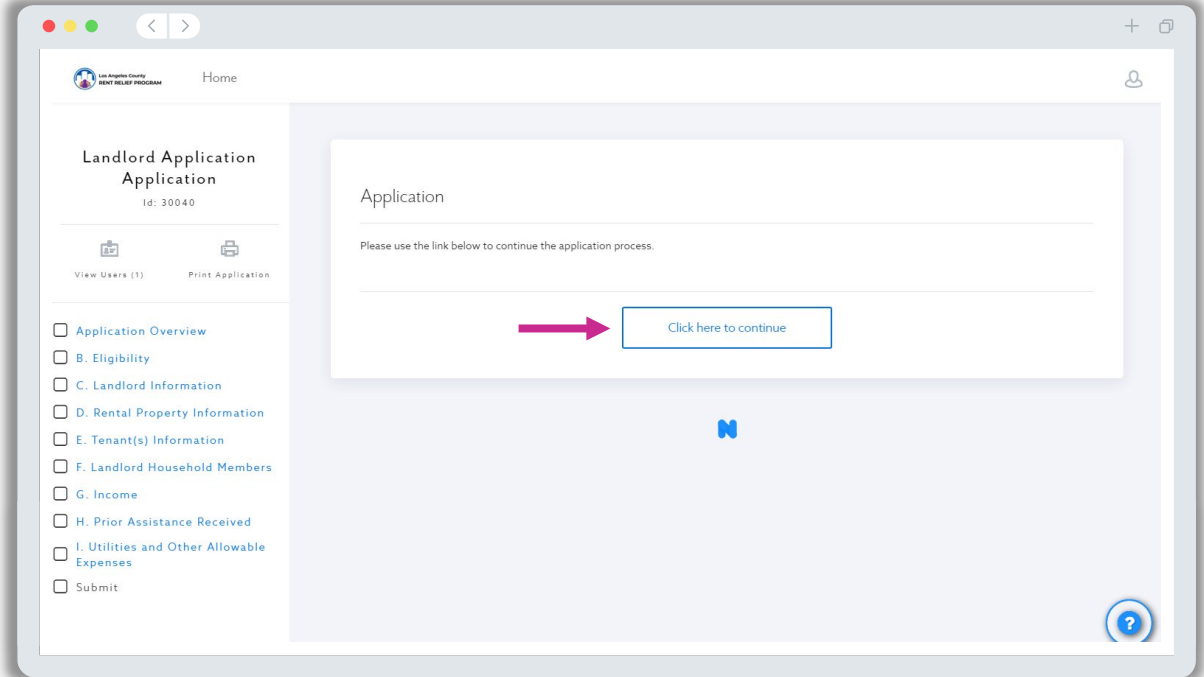 Los Angeles County
RENT RELIEF PROGRAM
Home
Landlord Application
Application
Id: 30040
View Users (1)
Print Application
Application Overview
B. Eligibility
C. Landlord Information
D. Rental Property Information
E. Tenant(s) Information
F. Landlord Household Members
G. Income
H. Prior Assistance Received
I. Utilities and Other Allowable
Expenses
Submit
Application
Please use the link below to continue the application process.
Click here to continue
N
?